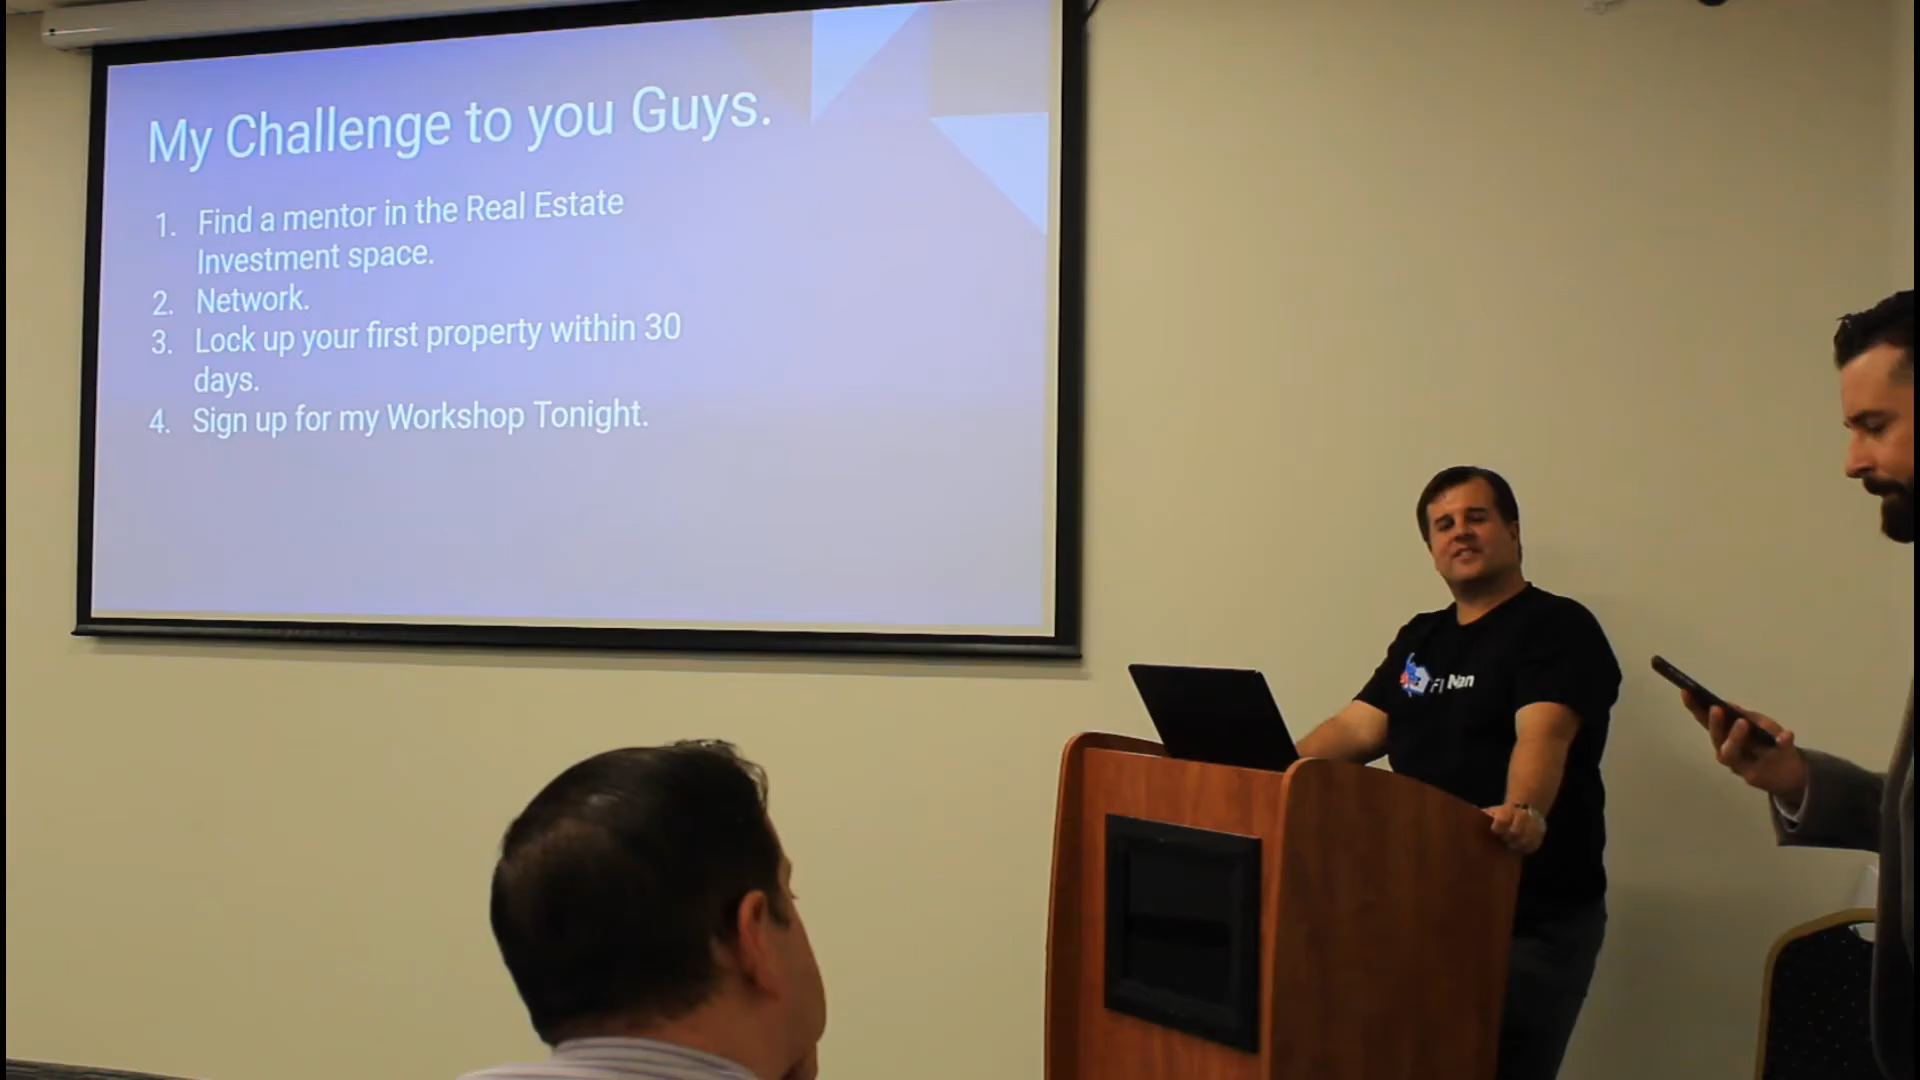 My Challenge to you Guys.
1. Find a mentor in the Real Estate
Investment space.
2. Network.
3. Lock up your first property within 30
days.
4. Sign up for my Workshop Tonight.